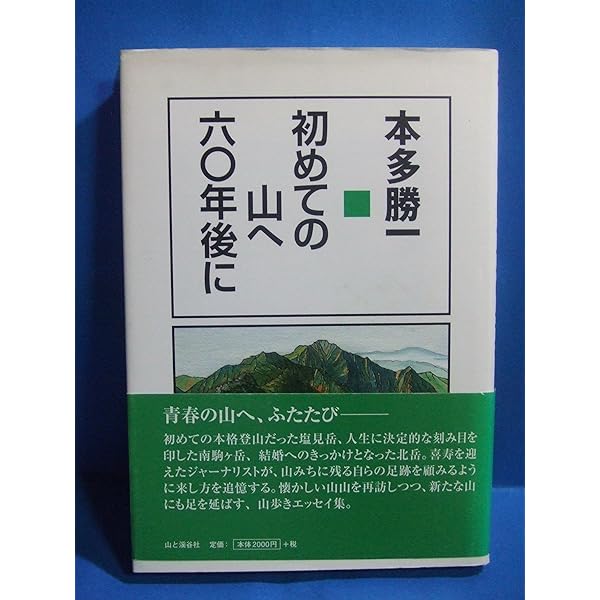 本多勝一
初めての
山へ
六〇年後に
青春の山へ、ふたたび———
初めての本格登山だった塩見岳、人生に決定的な刻み目を
印した南駒ヶ岳、結婚へのきっかけとなった北岳。喜寿を迎
えたジャーナリストが、山みちに残る自らの足跡を顧みるよう
に来し方を追憶する。懐かしい山山を再訪しつつ、新たな山
にも足を延ばす、山歩きエッセイ集。
山と溪谷社 定価：本体2000円＋税